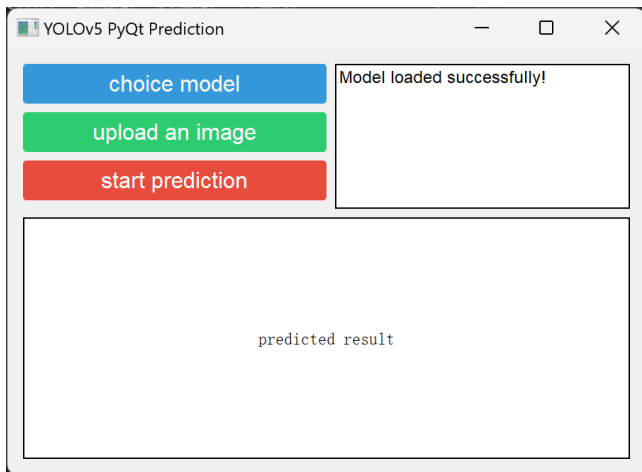 YOLOv5 PyQt Prediction
choice model
Model loaded successfully!
upload an image
start prediction
predicted result